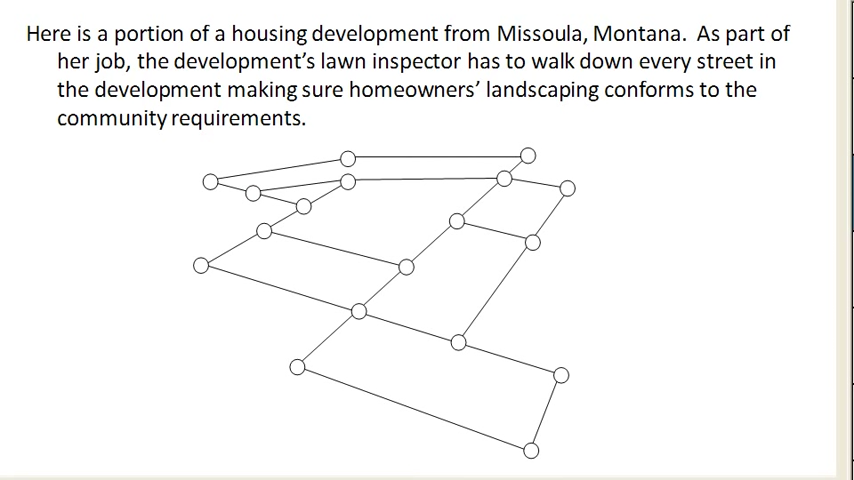 Here is a portion of a housing development from Missoula, Montana.  As part of
her job, the development’s lawn inspector has to walk down every street in
the development making sure homeowners’ landscaping conforms to the
community requirements.